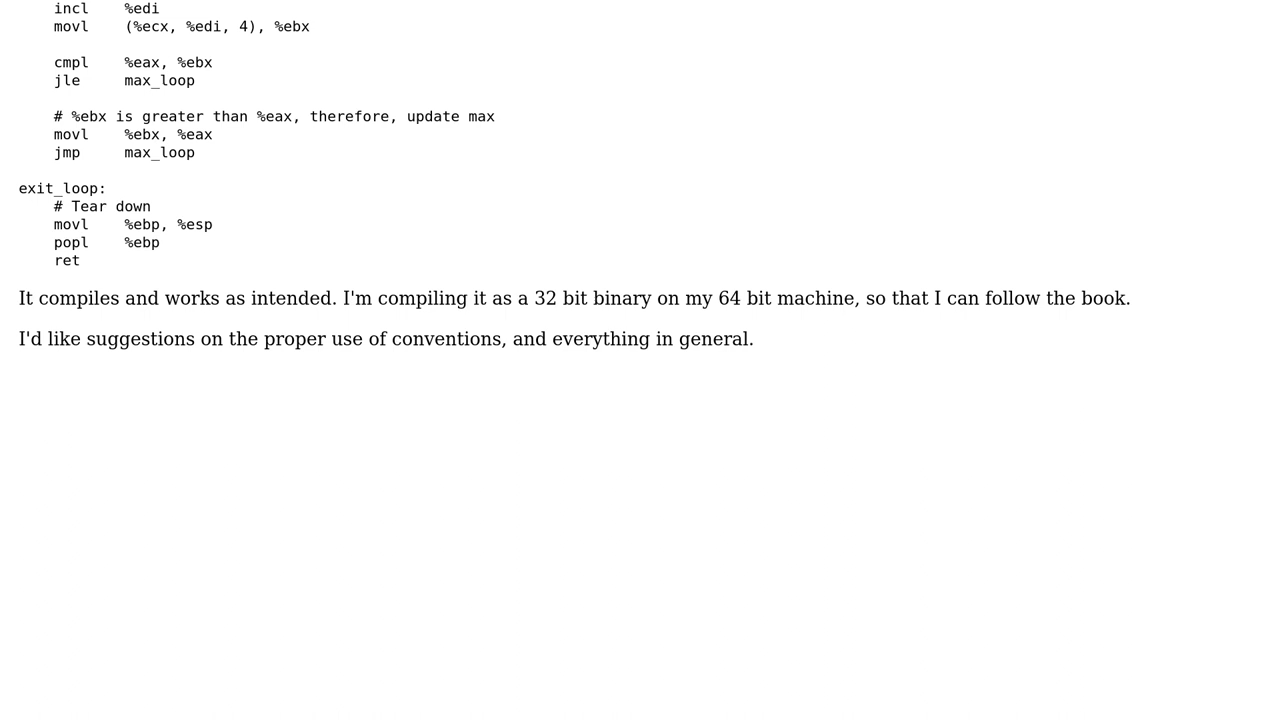 incl    %edi
    movl    (%ecx, %edi, 4), %ebx

    cmpl    %eax, %ebx
    jle     max_loop

    # %ebx is greater than %eax, therefore, update max
    movl    %ebx, %eax
    jmp     max_loop

exit_loop:
    # Tear down
    movl    %ebp, %esp
    popl    %ebp
    ret

It compiles and works as intended. I'm compiling it as a 32 bit binary on my 64 bit machine, so that I can follow the book.

I'd like suggestions on the proper use of conventions, and everything in general.